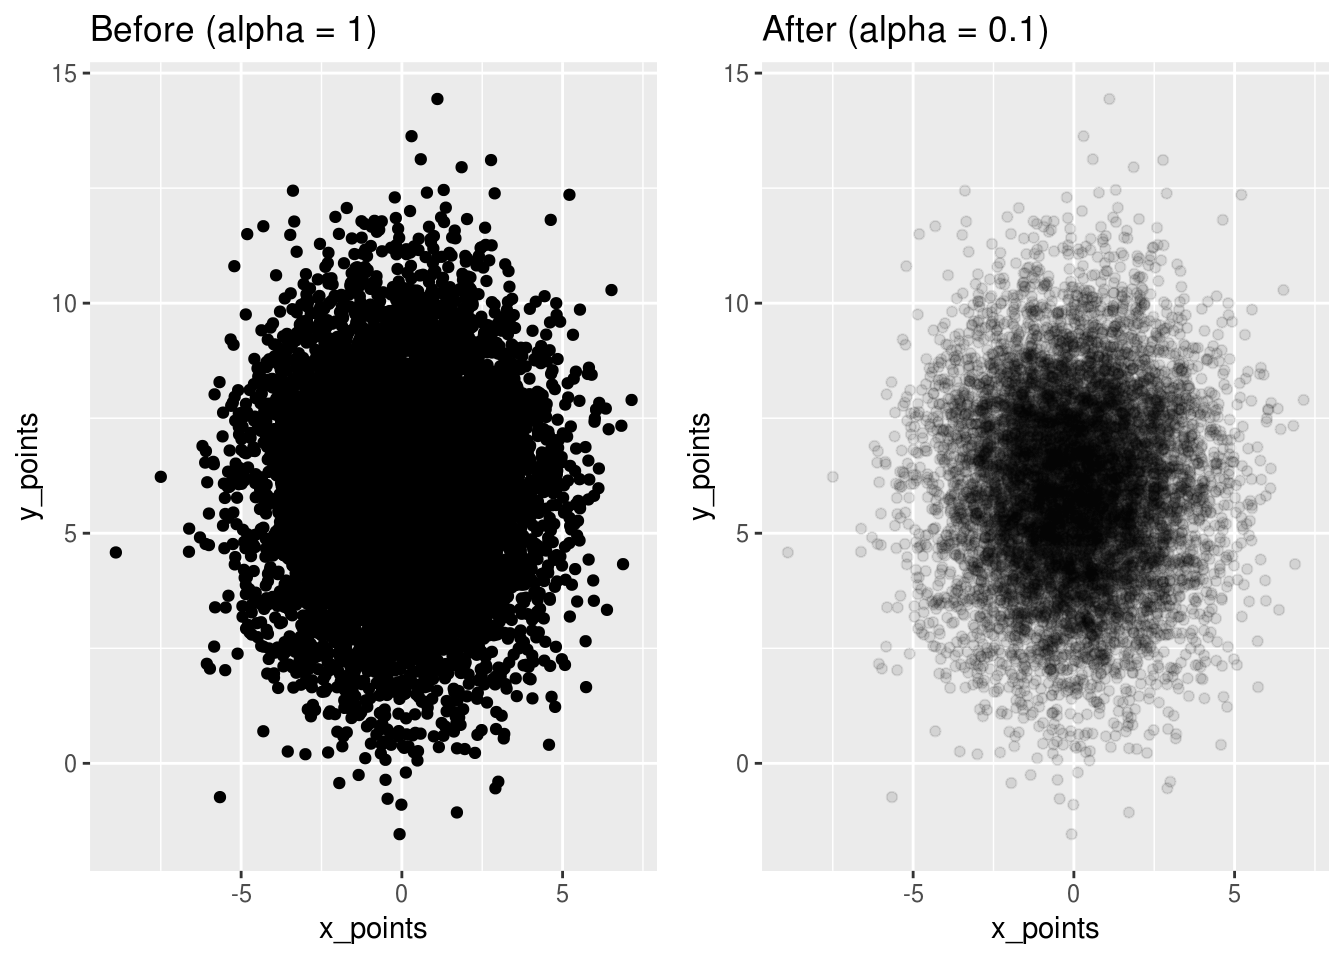 Before (alpha = 1)
15
10
5
0
y_points
-5
0
5
x_points
After (alpha = 0.1)
15
10
5
0
y_points
-5
0
5
x_points